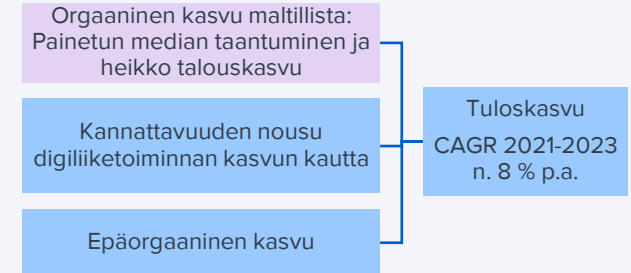 Orgaaninen kasvu maltillista:
Painetun median taantuminen ja
heikko talouskasvu
Kannattavuuden nousu
digiliiketoiminnan kasvun kautta
Epäorgaaninen kasvu
Tuloskasvu
CAGR 2021-2023
n. 8 % p.a.